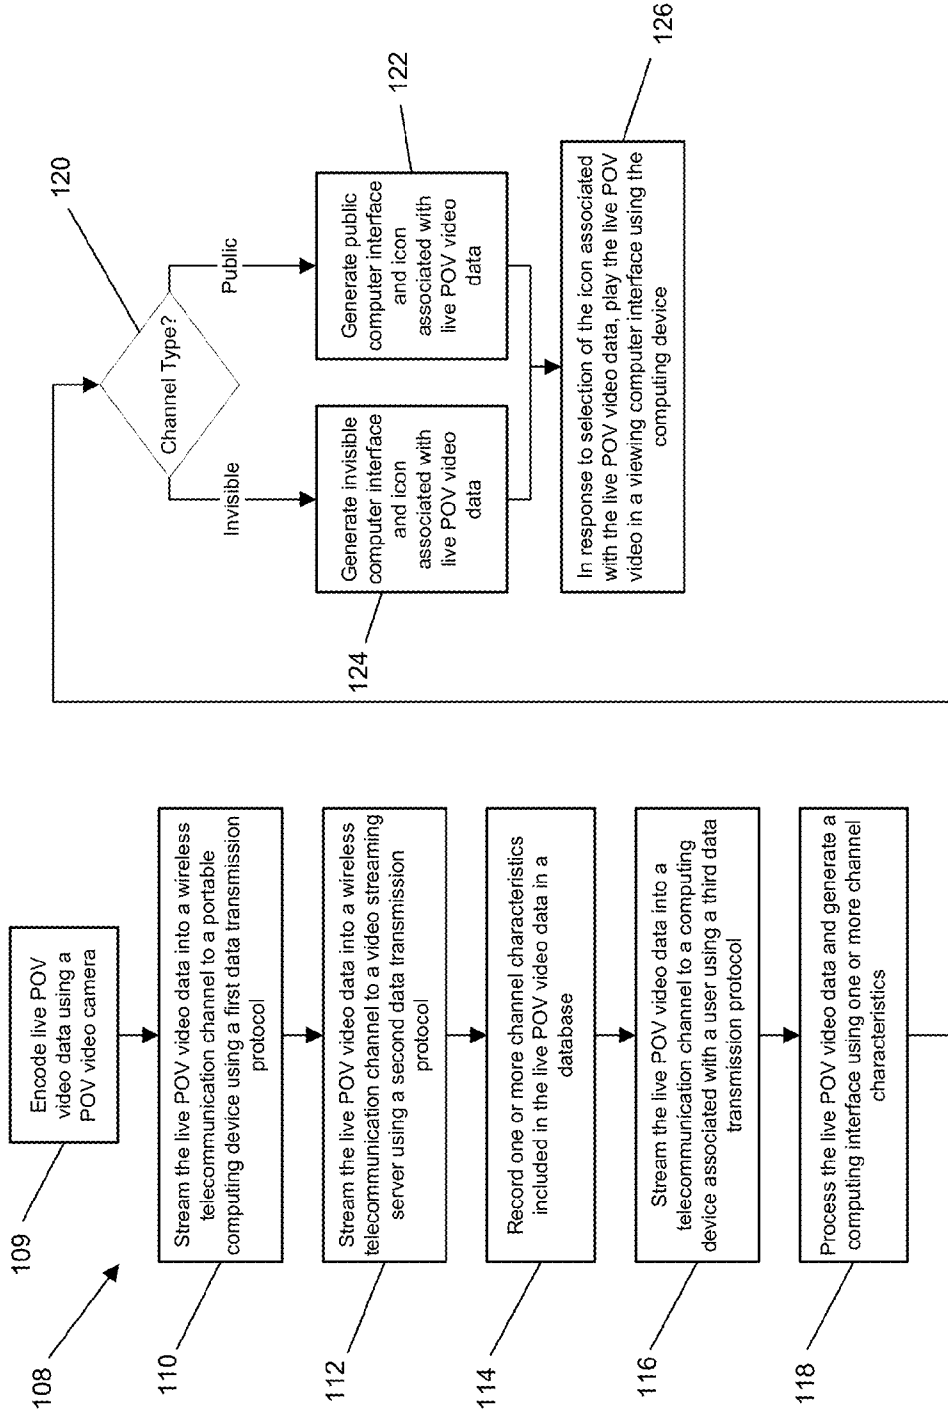 108
109
Encode live POV
video data using a
POV video camera
110
Stream the live POV video data into a wireless
telecommunication channel to a portable
computing device using a first data transmission
protocol
112
Stream the live POV video data into a wireless
telecommunication channel to a video streaming
server using a second data transmission
protocol
114
Record one or more channel characteristics
included in the live POV video data in a
database
116
Stream the live POV video data into a
telecommunication channel to a computing
device associated with a user using a third data
transmission protocol
118
Process the live POV video data and generate a
computing interface using one or more channel
characteristics
120
Channel Type?
Invisible
Public
124
Generate invisible
computer interface
and icon
associated with
live POV video
data
122
Generate public
computer interface
and icon
associated with
live POV video
data
126
In response to selection of the icon associated
with the live POV video data, play the live POV
video in a viewing computer interface using the
computing device